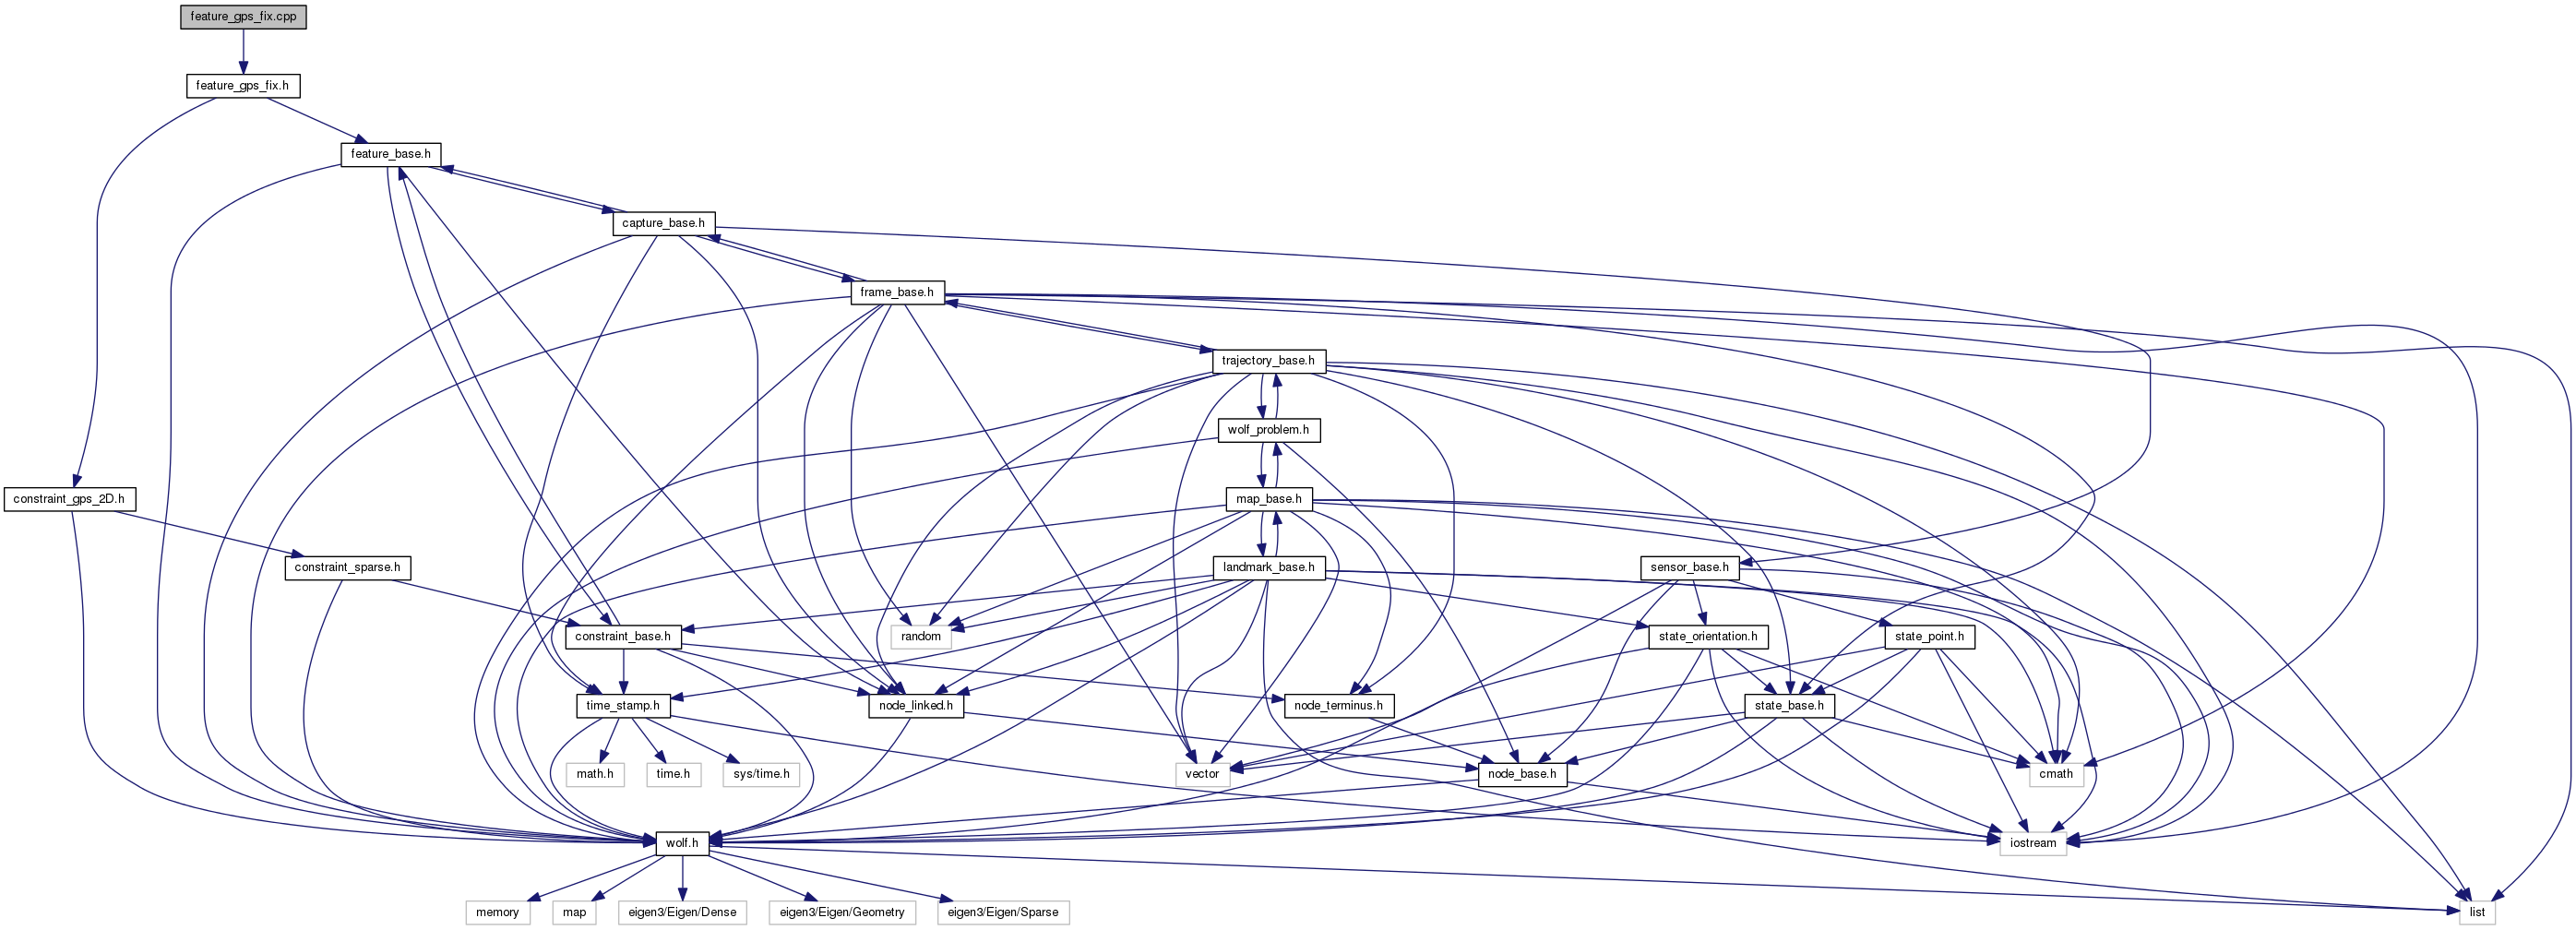 feature_gps_fix.cpp
feature_gps_fix.h
feature_base.h
capture_base.h
frame_base.h
trajectory_base.h
wolf_problem.h
constraint_gps_2D.h
map_base.h
constraint_sparse.h
landmark_base.h
sensor_base.h
constraint_base.h
random
state_orientation.h
state_point.h
time_stamp.h
node_linked.h
node_terminus.h
state_base.h
math.h
time.h
sys/time.h
vector
node_base.h
cmath
wolf.h
iostream
memory
map
eigen3/Eigen/Dense
eigen3/Eigen/Geometry
eigen3/Eigen/Sparse
list